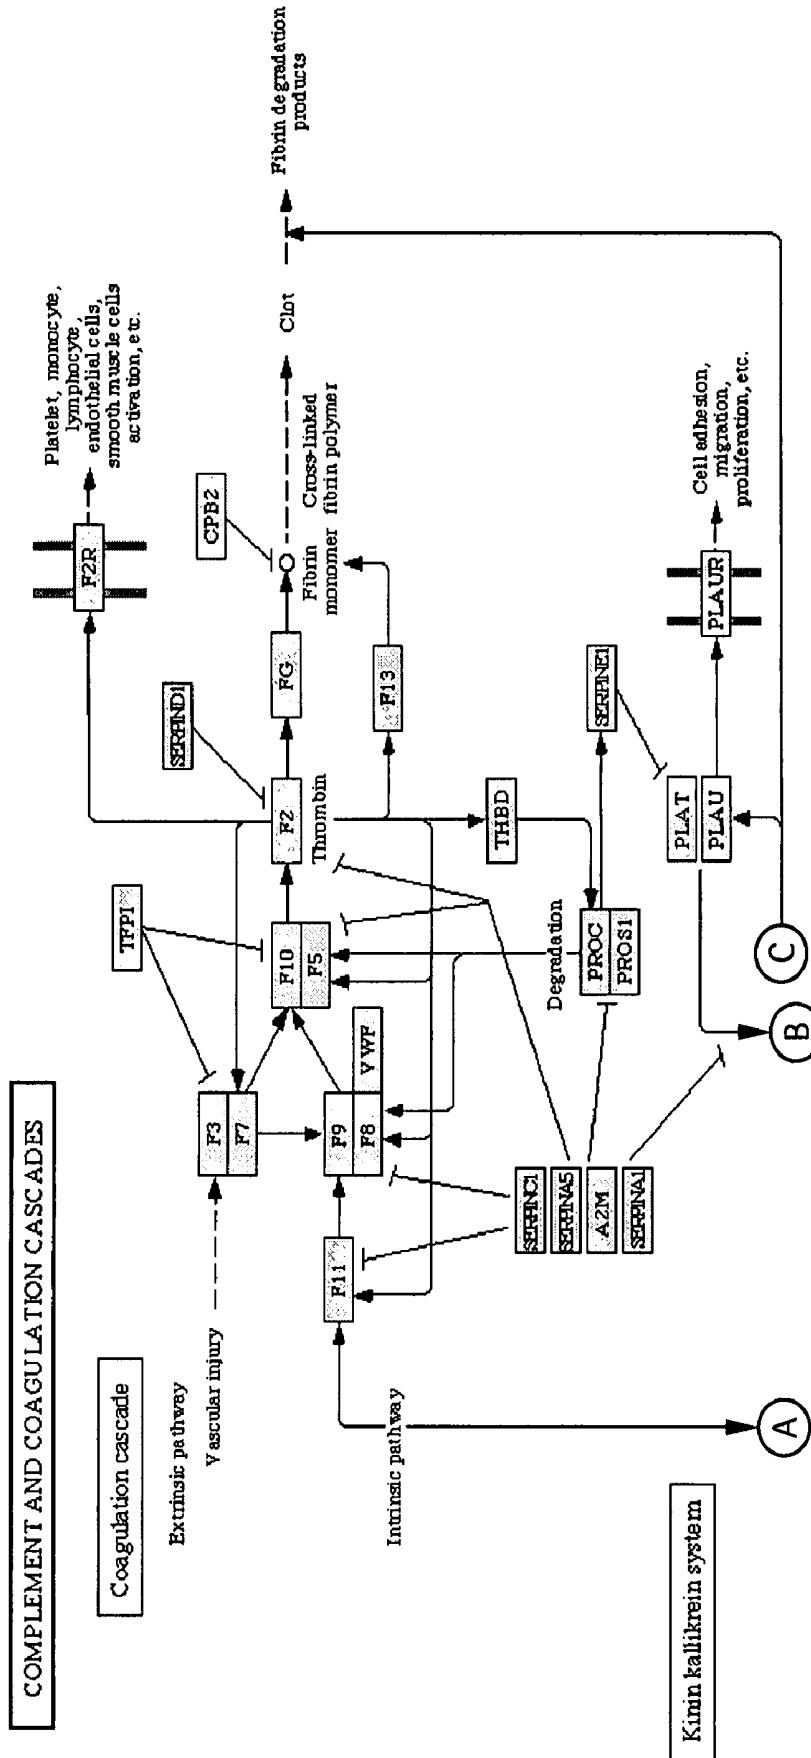 COMPLEMENT AND COAGULATION CASCADES
Coagulation cascade
Extrinsic pathway
Vascular injury
F3
F7
TFPI
F2R
Platelet, monocyte,
lymphocyte,
endothelial cells,
smooth muscle cells
activation, etc.
SERPIND1
CPB2
F10
F5
F2
Thrombin
FG
Fibrin
monomer
Cross-linked
fibrin polymer
Clot
Fibrin degradation
products
F11
F9
F8
VWF
F13
Intrinsic pathway
THBD
Degradation
SERPINC1
SERPINA5
A2M
SERPINA1
PROC
PROS1
SERPINE1
PLAT
PLAU
PLAUR
Cell adhesion,
migration,
proliferation, etc.
Kinin kallikrein system
A
B
C